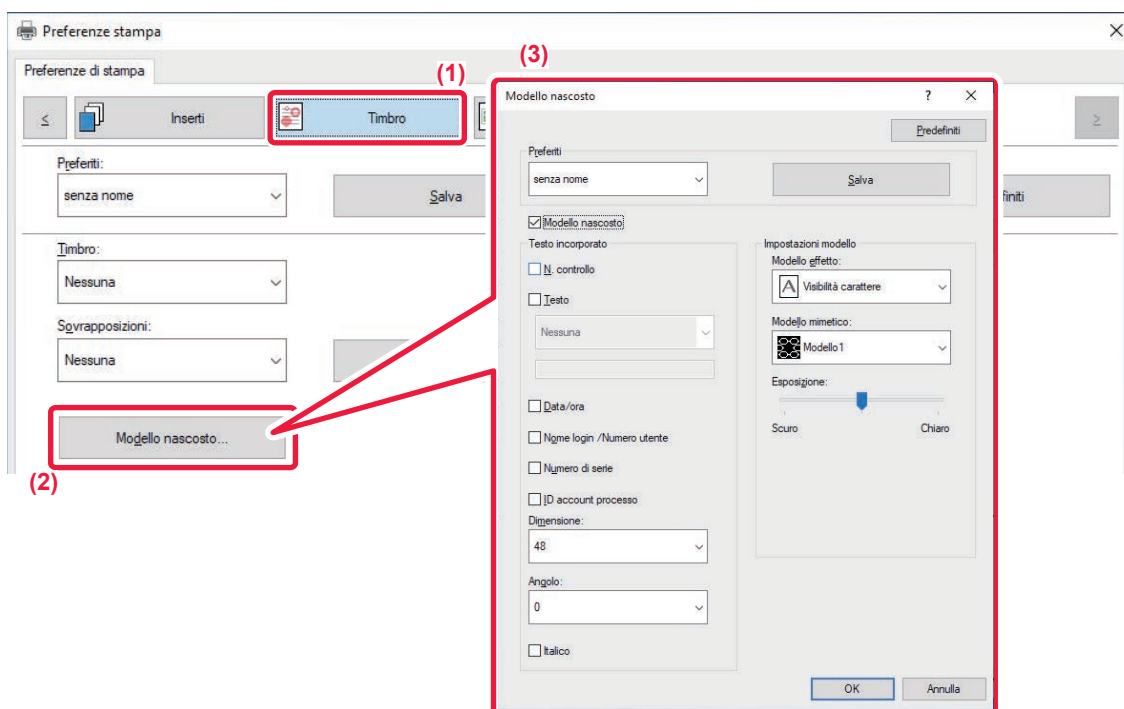 Preferenze stampa
Preferenze di stampa
(1)
(3)
<
Inserti
Timbro
>
Preferiti:
senza nome
Salva
finiti
Timbro:
Nessuna
Sovrapposizioni:
Nessuna
Modello nascosto...
(2)
Modello nascosto
?
Predefiniti
Preferiti
senza nome
Salva
Modello nascosto
Testo incorporato
N. controllo
Testo
Nessuna
Data/ora
Nome login /Numero utente
Numero di serie
ID account processo
Dimensione:
48
Angolo:
0
Italico
Impostazioni modello
Modello effetto:
A Visibilità carattere
Modello mimetico:
Modello1
Esposizione:
Scuro Chiaro
OK Annulla